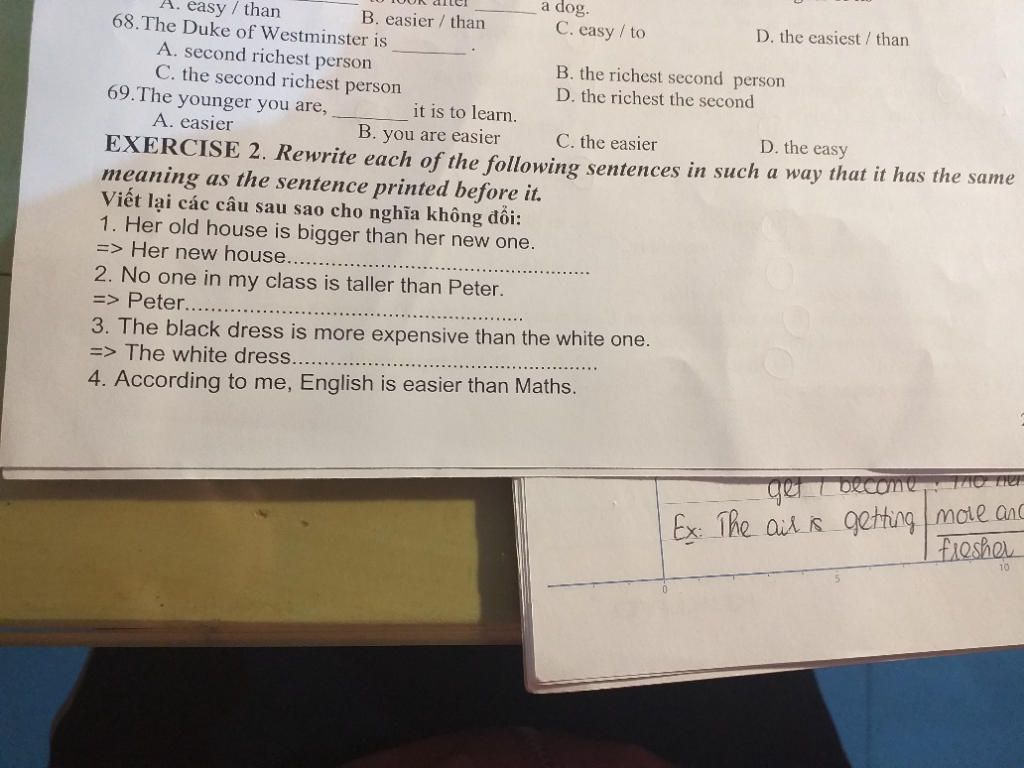 A. easy / than B. easier / than C. easy / to D. the easiest / than
to look after ________ a dog.
68.The Duke of Westminster is ________ .
A. second richest person B. the richest second person
C. the second richest person D. the richest the second
69.The younger you are, ________ it is to learn.
A. easier B. you are easier C. the easier D. the easy
EXERCISE 2. Rewrite each of the following sentences in such a way that it has the same
meaning as the sentence printed before it.
Viết lại các câu sau sao cho nghĩa không đổi:
1. Her old house is bigger than her new one.
=> Her new house......................................................
2. No one in my class is taller than Peter.
=> Peter............................................................
3. The black dress is more expensive than the white one.
=> The white dress......................................................
4. According to me, English is easier than Maths.
get / become
Ex: The air is getting more and
fresher
0 5 10